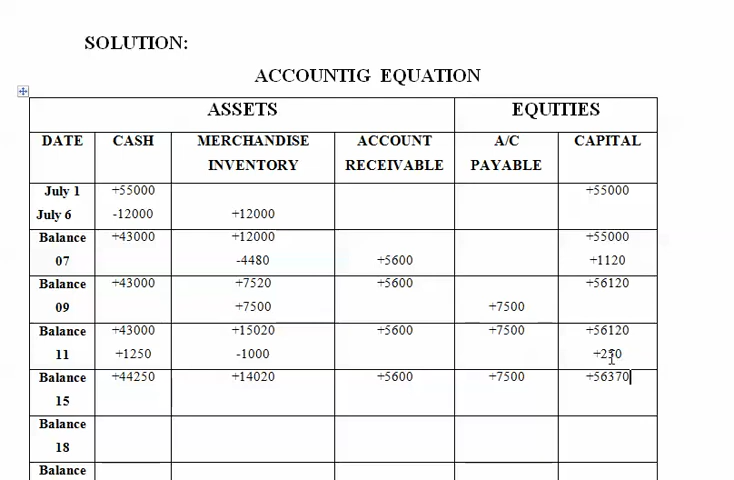 SOLUTION:
ACCOUNTIG EQUATION
ASSETS EQUITIES
DATE CASH MERCHANDISE INVENTORY ACCOUNT RECEIVABLE A/C PAYABLE CAPITAL
July 1 +55000 +55000
July 6 -12000 +12000
Balance +43000 +12000 +55000
07 -4480 +5600 +1120
Balance +43000 +7520 +5600 +56120
09 +7500 +7500
Balance +43000 +15020 +5600 +7500 +56120
11 +1250 -1000 +250
Balance +44250 +14020 +5600 +7500 +56370
15
Balance
18
Balance